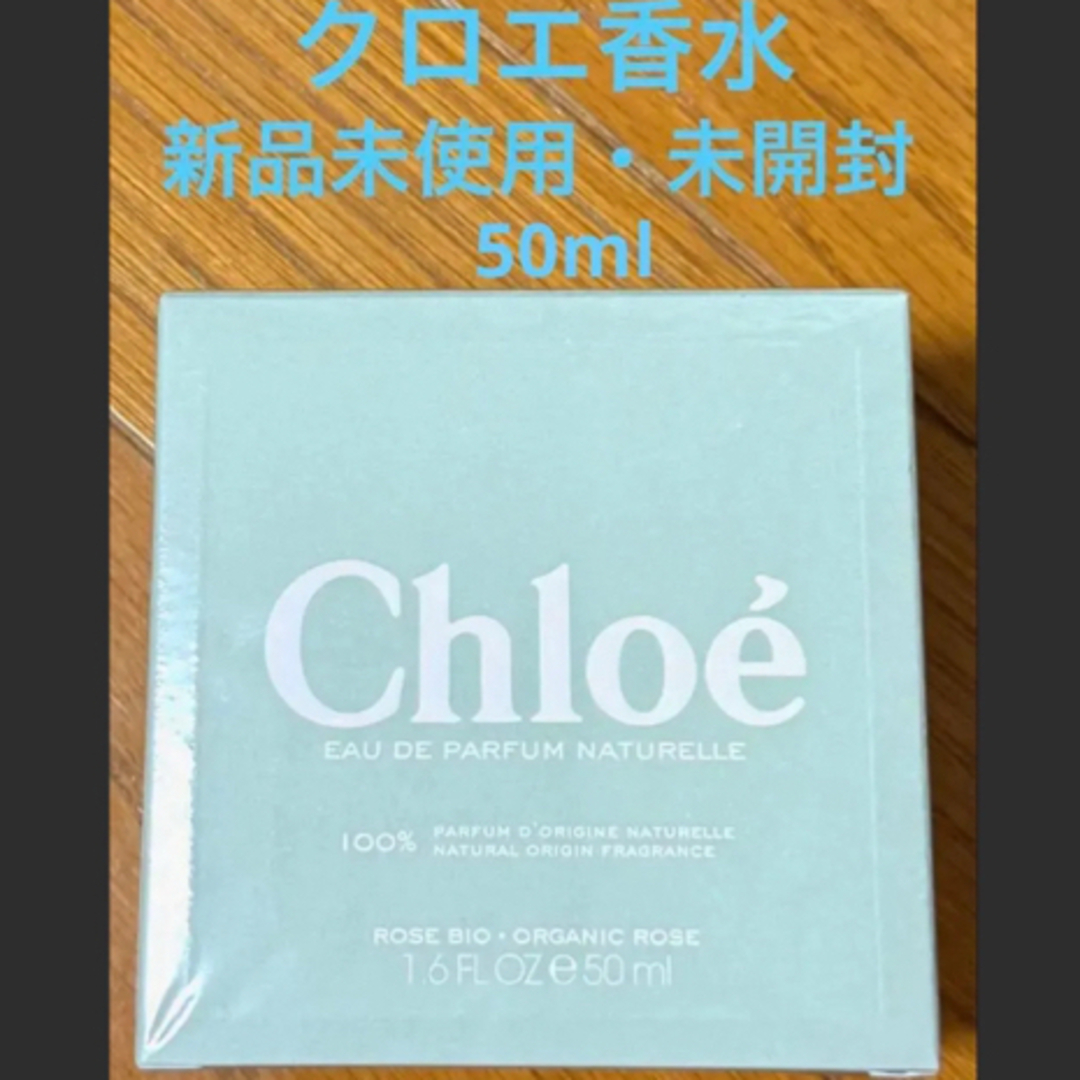 クロエ香水
新品未使用・未開封
50ml
Chloé
EAU DE PARFUM NATURELLE
100% PARFUM D'ORIGINE NATURELLE
NATURAL ORIGIN FRAGRANCE
ROSE BIO • ORGANIC ROSE
1.6 FL OZ e 50 ml